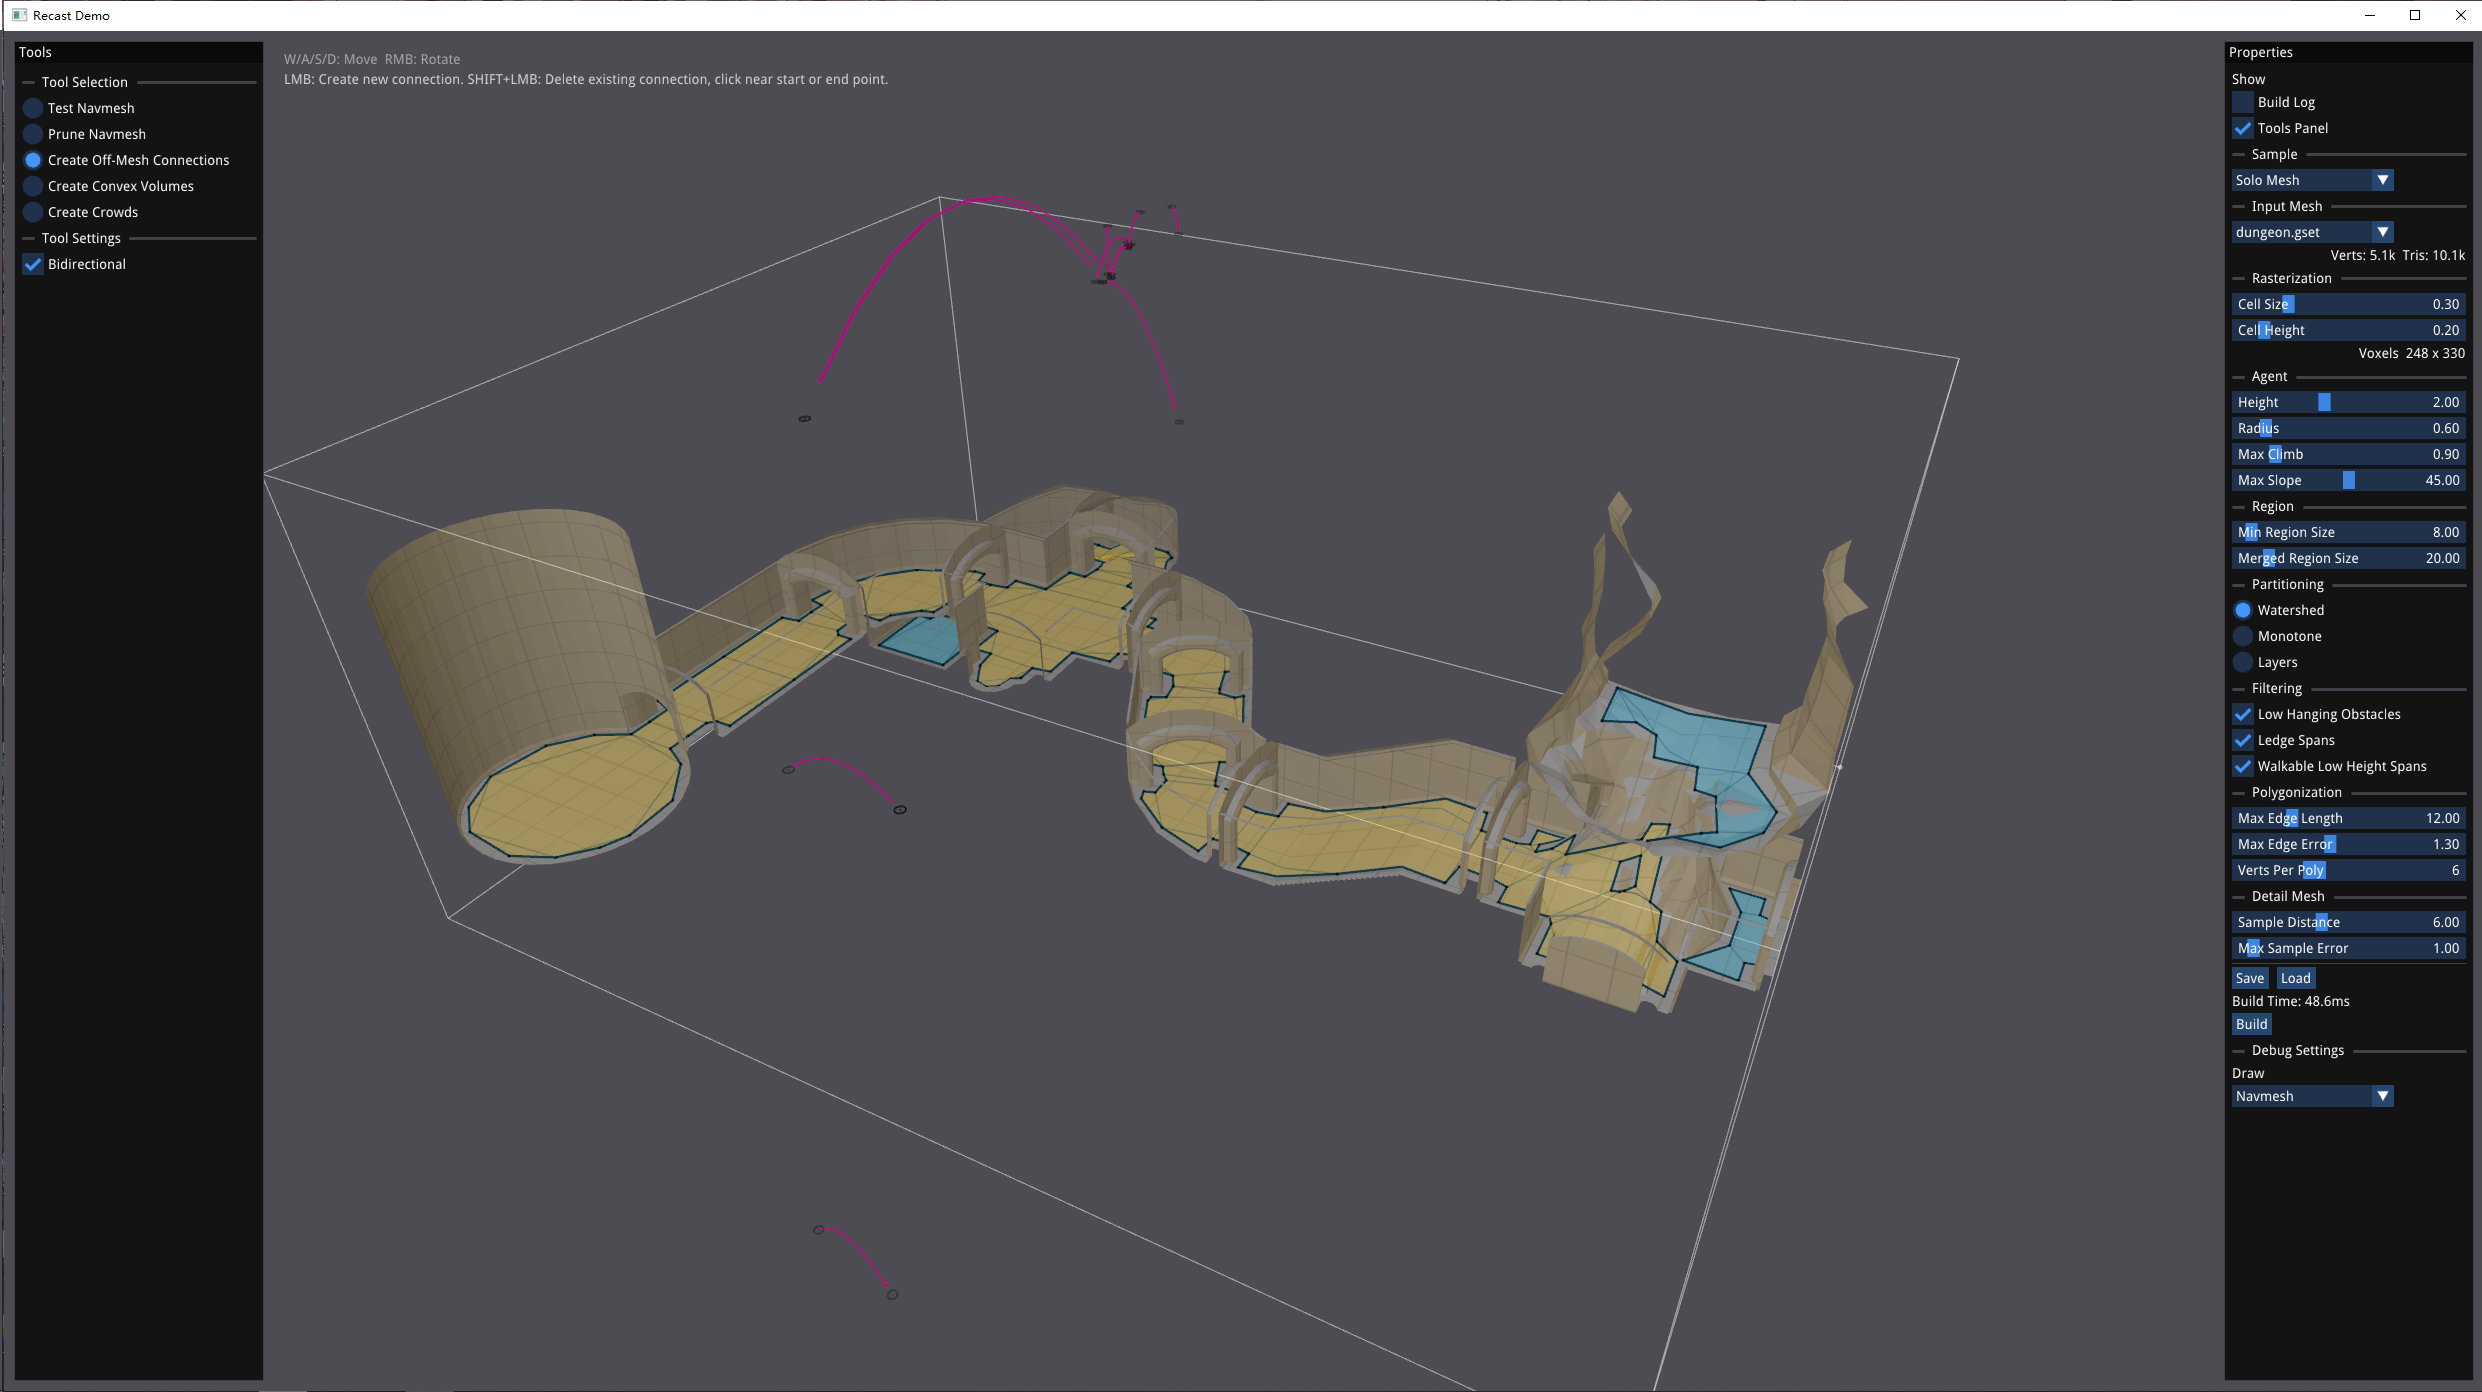 Recast Demo
Tools
Tool Selection
Test Navmesh
Prune Navmesh
Create Off-Mesh Connections
Create Convex Volumes
Create Crowds
Tool Settings
Bidirectional
W/A/S/D: Move  RMB: Rotate
LMB: Create new connection. SHIFT+LMB: Delete existing connection, click near start or end point.
Properties
Show
Build Log
Tools Panel
Sample
Solo Mesh
Input Mesh
dungeon.gset
Verts: 5.1k  Tris: 10.1k
Rasterization
Cell Size 0.30
Cell Height 0.20
Voxels  248 x 330
Agent
Height 2.00
Radius 0.60
Max Climb 0.90
Max Slope 45.00
Region
Min Region Size 8.00
Merged Region Size 20.00
Partitioning
Watershed
Monotone
Layers
Filtering
Low Hanging Obstacles
Ledge Spans
Walkable Low Height Spans
Polygonization
Max Edge Length 12.00
Max Edge Error 1.30
Verts Per Poly 6
Detail Mesh
Sample Distance 6.00
Max Sample Error 1.00
Save Load
Build Time: 48.6ms
Build
Debug Settings
Draw
Navmesh